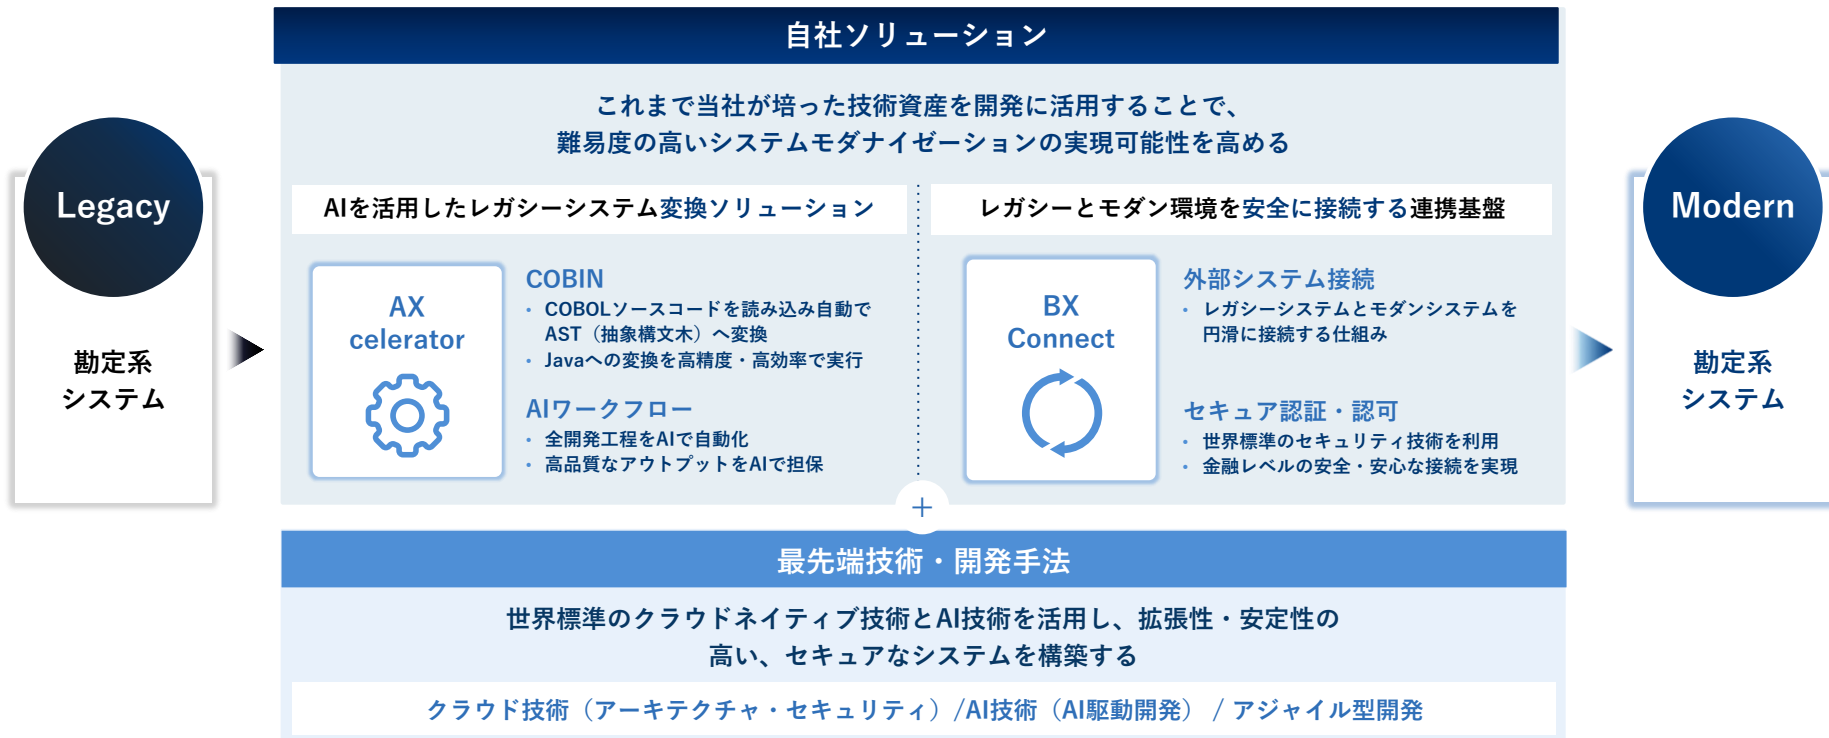 自社ソリューション
これまで当社が培った技術資産を開発に活用することで、
難易度の高いシステムモダナイゼーションの実現可能性を高める
Legacy
勘定系
システム
AIを活用したレガシーシステム変換ソリューション
AX
celerator
COBIN
・ COBOLソースコードを読み込み自動で
AST（抽象構文木）へ変換
・ Javaへの変換を高精度・高効率で実行
AIワークフロー
・ 全開発工程をAIで自動化
・ 高品質なアウトプットをAIで担保
レガシーとモダン環境を安全に接続する連携基盤
BX
Connect
外部システム接続
・ レガシーシステムとモダンシステムを
円滑に接続する仕組み
セキュア認証・認可
・ 世界標準のセキュリティ技術を利用
・ 金融レベルの安全・安心な接続を実現
Modern
勘定系
システム
+
最先端技術・開発手法
世界標準のクラウドネイティブ技術とAI技術を活用し、拡張性・安定性の
高い、セキュアなシステムを構築する
クラウド技術（アーキテクチャ・セキュリティ）/AI技術（AI駆動開発） / アジャイル型開発